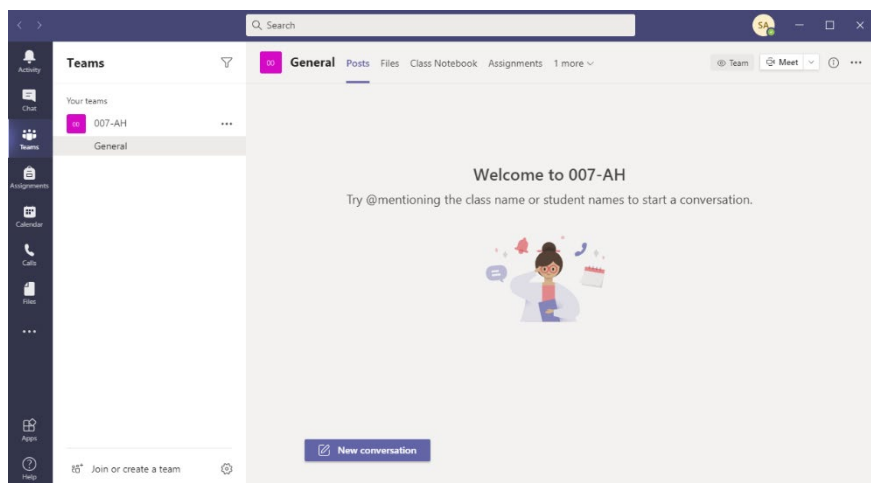 Search
SA
Activity
Chat
Teams
Assignments
Calendar
Calls
Files
Apps
Help
Teams
Your teams
007-AH
General
Join or create a team
General Posts Files Class Notebook Assignments 1 more
Team Meet
Welcome to 007-AH
Try @mentioning the class name or student names to start a conversation.
New conversation